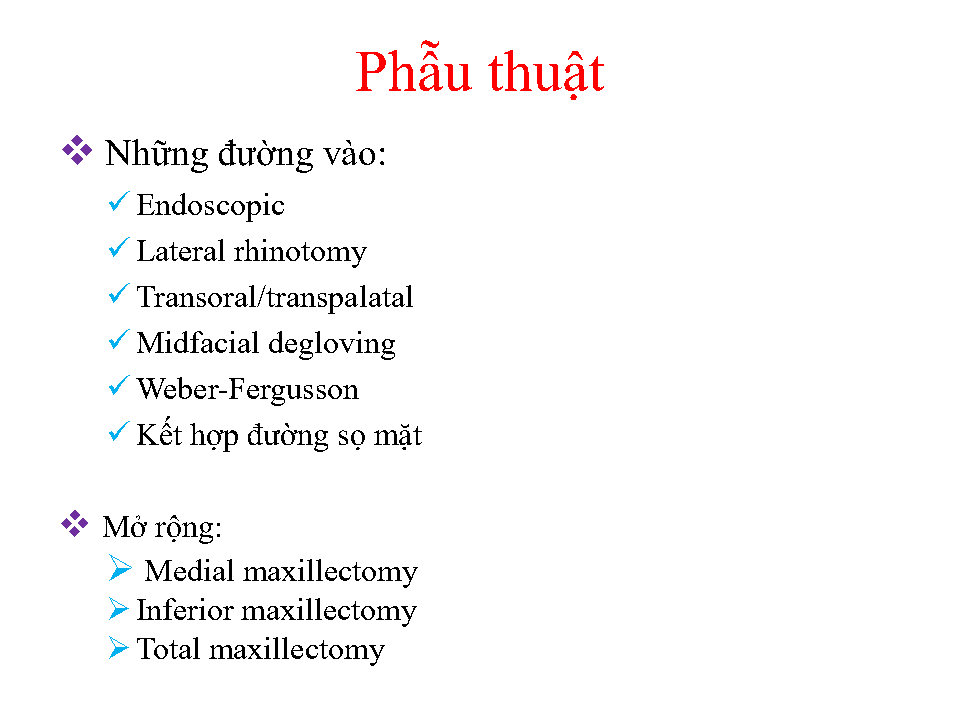 Phẫu thuật
Những đường vào:
Endoscopic
Lateral rhinotomy
Transoral/transpalatal
Midfacial degloving
Weber-Fergusson
Kết hợp đường sọ mặt
Mở rộng:
Medial maxillectomy
Inferior maxillectomy
Total maxillectomy